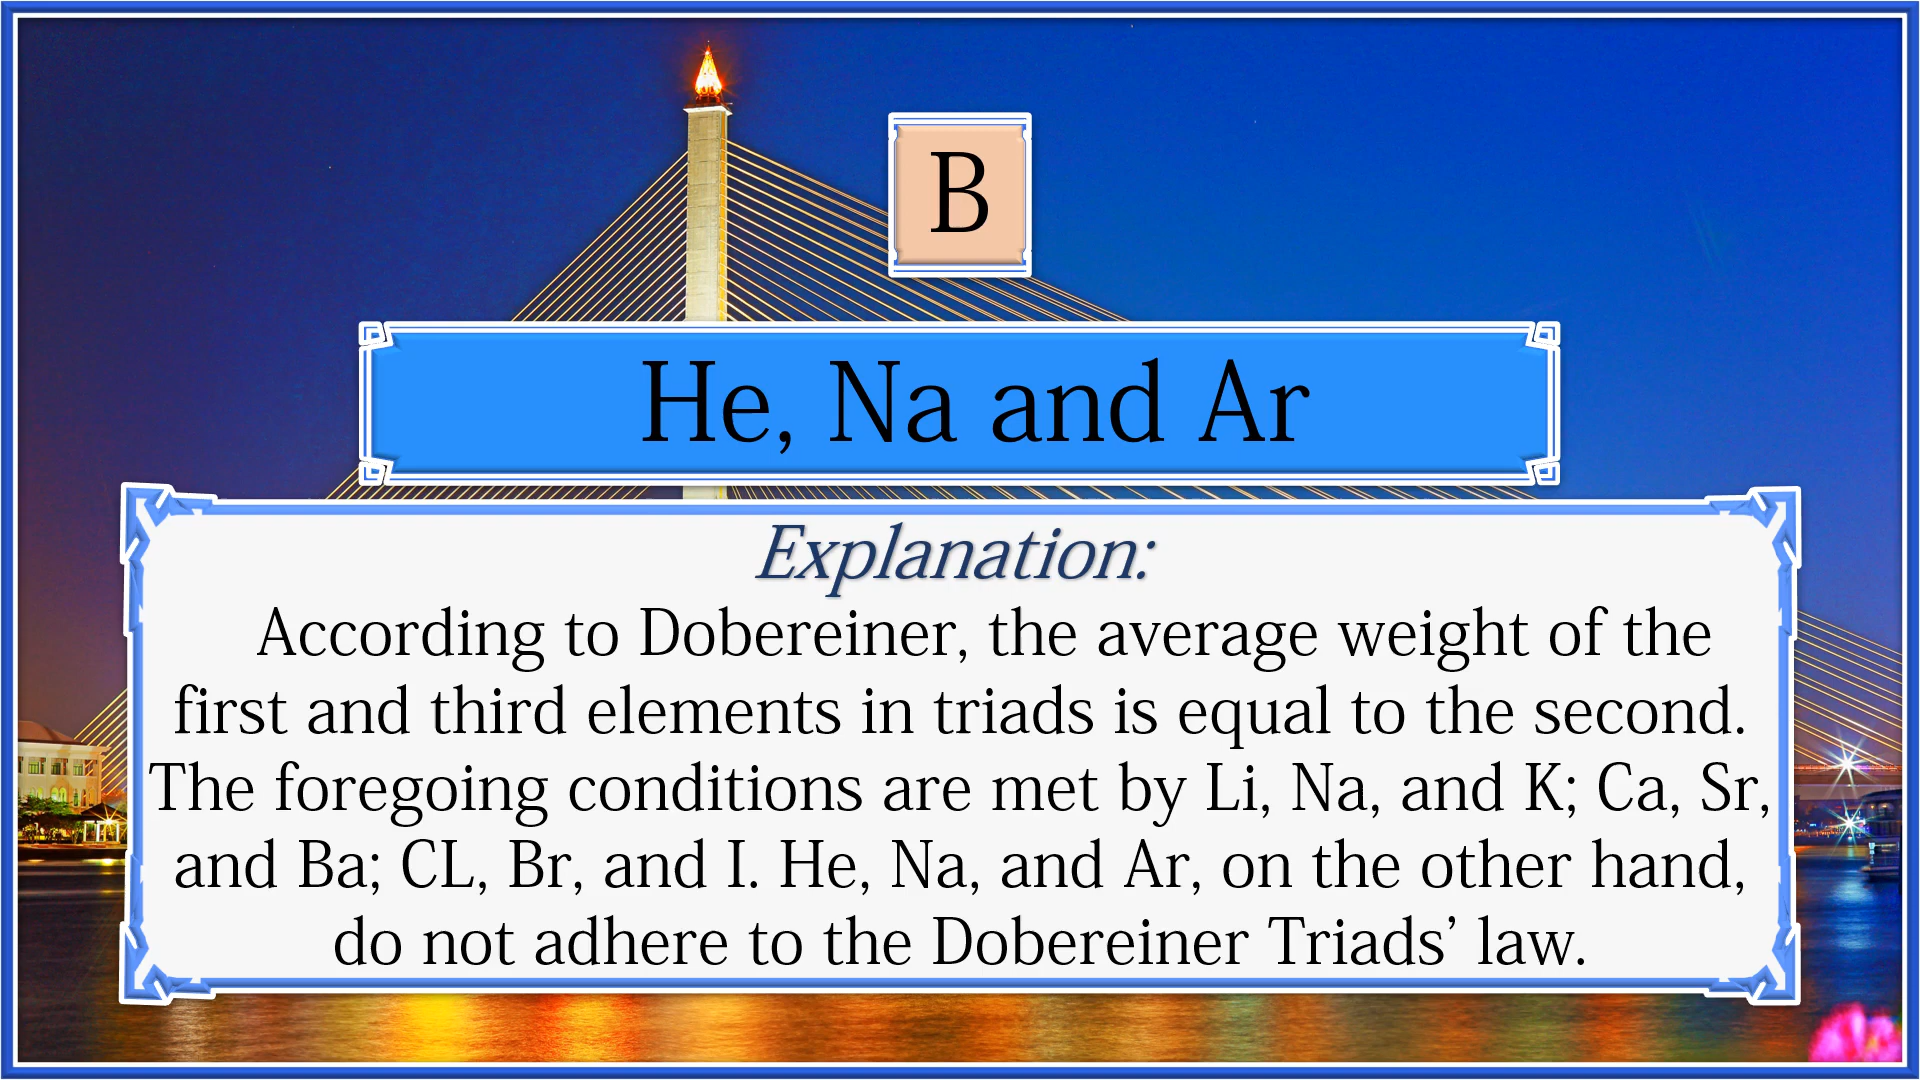 B
He, Na and Ar
Explanation:
According to Dobereiner, the average weight of the
first and third elements in triads is equal to the second.
The foregoing conditions are met by Li, Na, and K; Ca, Sr,
and Ba; CL, Br, and I. He, Na, and Ar, on the other hand,
do not adhere to the Dobereiner Triads’ law.